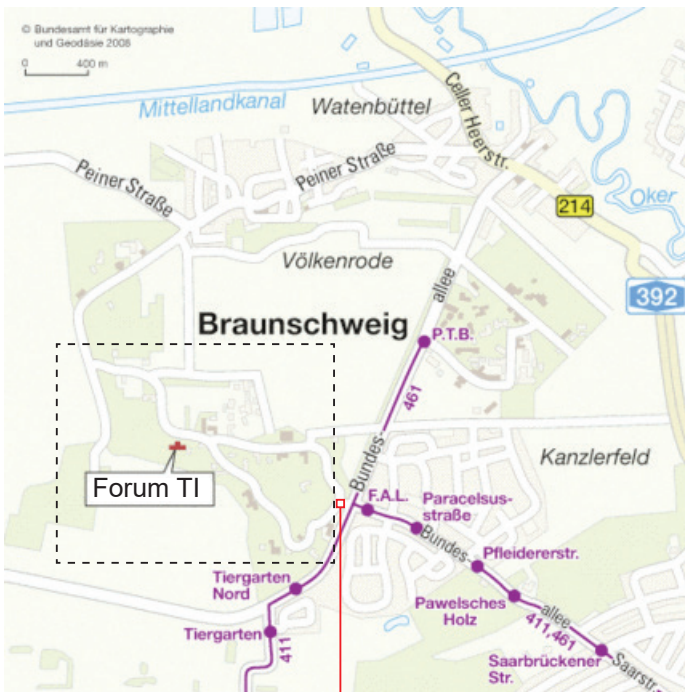 © Bundesamt für Kartographie
und Geodäsie 2008
0 400 m
Mittellandkanal
Watenbüttel
Celler Heerstr.
Peiner Straße
Peiner Straße
214
Oker
Völkenrode
allee
392
Braunschweig
P.T.B.
461
Bundes-
Kanzlerfeld
Forum TI
F.A.L.
Paracelsus-
straße
Bundes-
Pfleidererstr.
Tiergarten
Nord
Pawelsches
Holz
allee
411,461
Tiergarten
411
Saarbrückener
Str.
Saarstr.